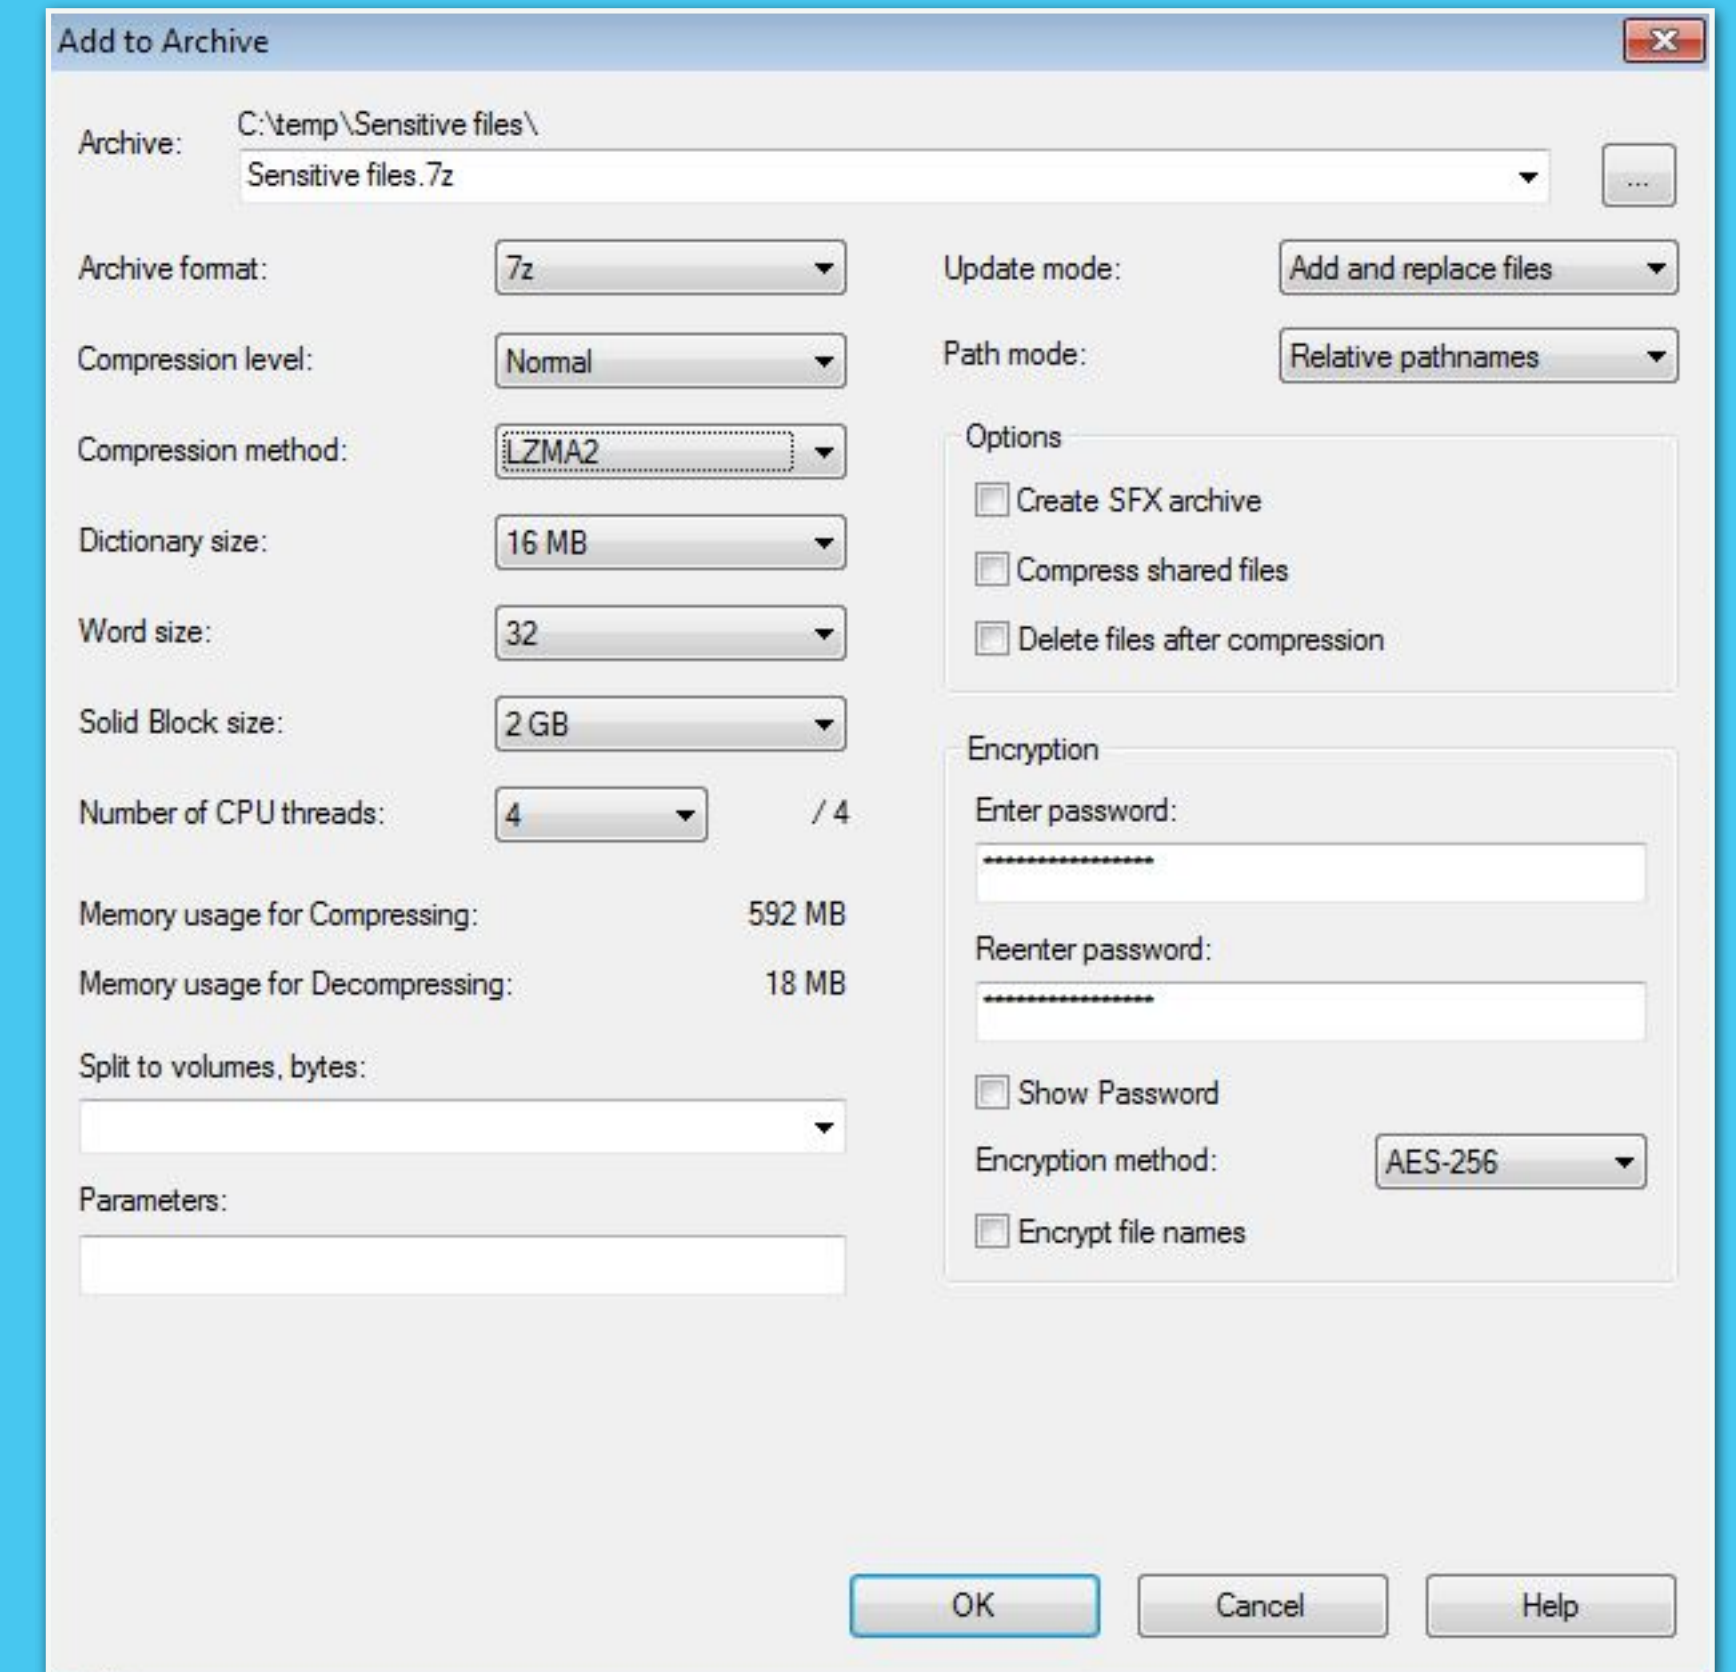 Add to Archive
Archive:
C:\temp\Sensitive files\
Sensitive files.7z
...
Archive format: 7z
Compression level: Normal
Compression method: LZMA2
Dictionary size: 16 MB
Word size: 32
Solid Block size: 2 GB
Number of CPU threads: 4 / 4
Memory usage for Compressing: 592 MB
Memory usage for Decompressing: 18 MB
Split to volumes, bytes:
Parameters:
Update mode: Add and replace files
Path mode: Relative pathnames
Options
Create SFX archive
Compress shared files
Delete files after compression
Encryption
Enter password:
****************
Reenter password:
****************
Show Password
Encryption method: AES-256
Encrypt file names
OK Cancel Help